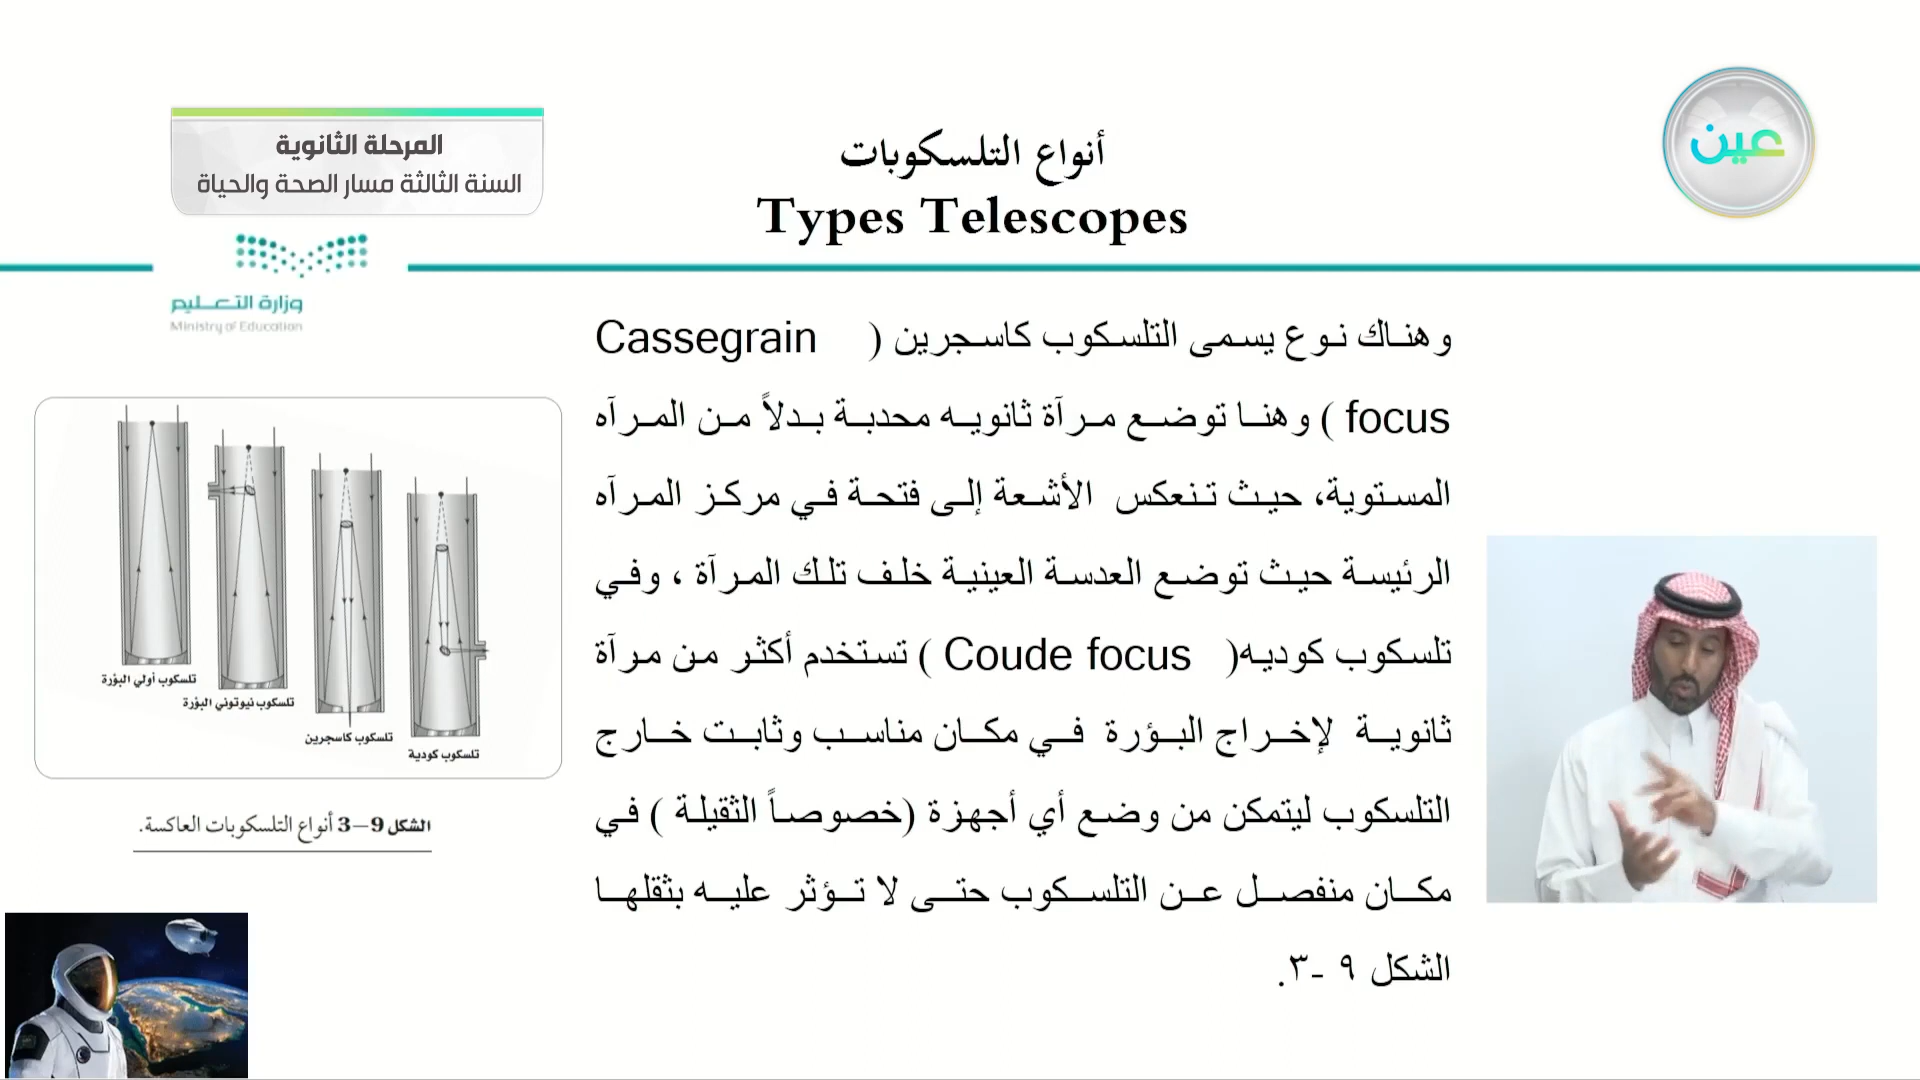 المرحلة الثانوية
السنة الثالثة مسار الصحة والحياة
وزارة التعليم
Ministry of Education
عين
أنواع التلسكوبات
Types Telescopes
وهناك نوع يسمى التلسكوب كاسجرين ( Cassegrain
focus ) وهنا توضع مرآة ثانويه محدبة بدلاً من المرآه
المستوية، حيث تنعكس الأشعة إلى فتحة في مركز المرآه
الرئيسة حيث توضع العدسة العينية خلف تلك المرآة ، وفي
تلسكوب كوديه( Coude focus ) تستخدم أكثر من مرآة
ثانوية لإخراج البؤرة في مكان مناسب وثابت خارج
التلسكوب ليتمكن من وضع أي أجهزة (خصوصاً الثقيلة ) في
مكان منفصل عن التلسكوب حتى لا تؤثر عليه بثقلها
الشكل ٩ -٣.
تلسكوب أولي البؤرة
تلسكوب نيوتوني البؤرة
تلسكوب كاسجرين
تلسكوب كودية
الشكل 9–3 أنواع التلسكوبات العاكسة.